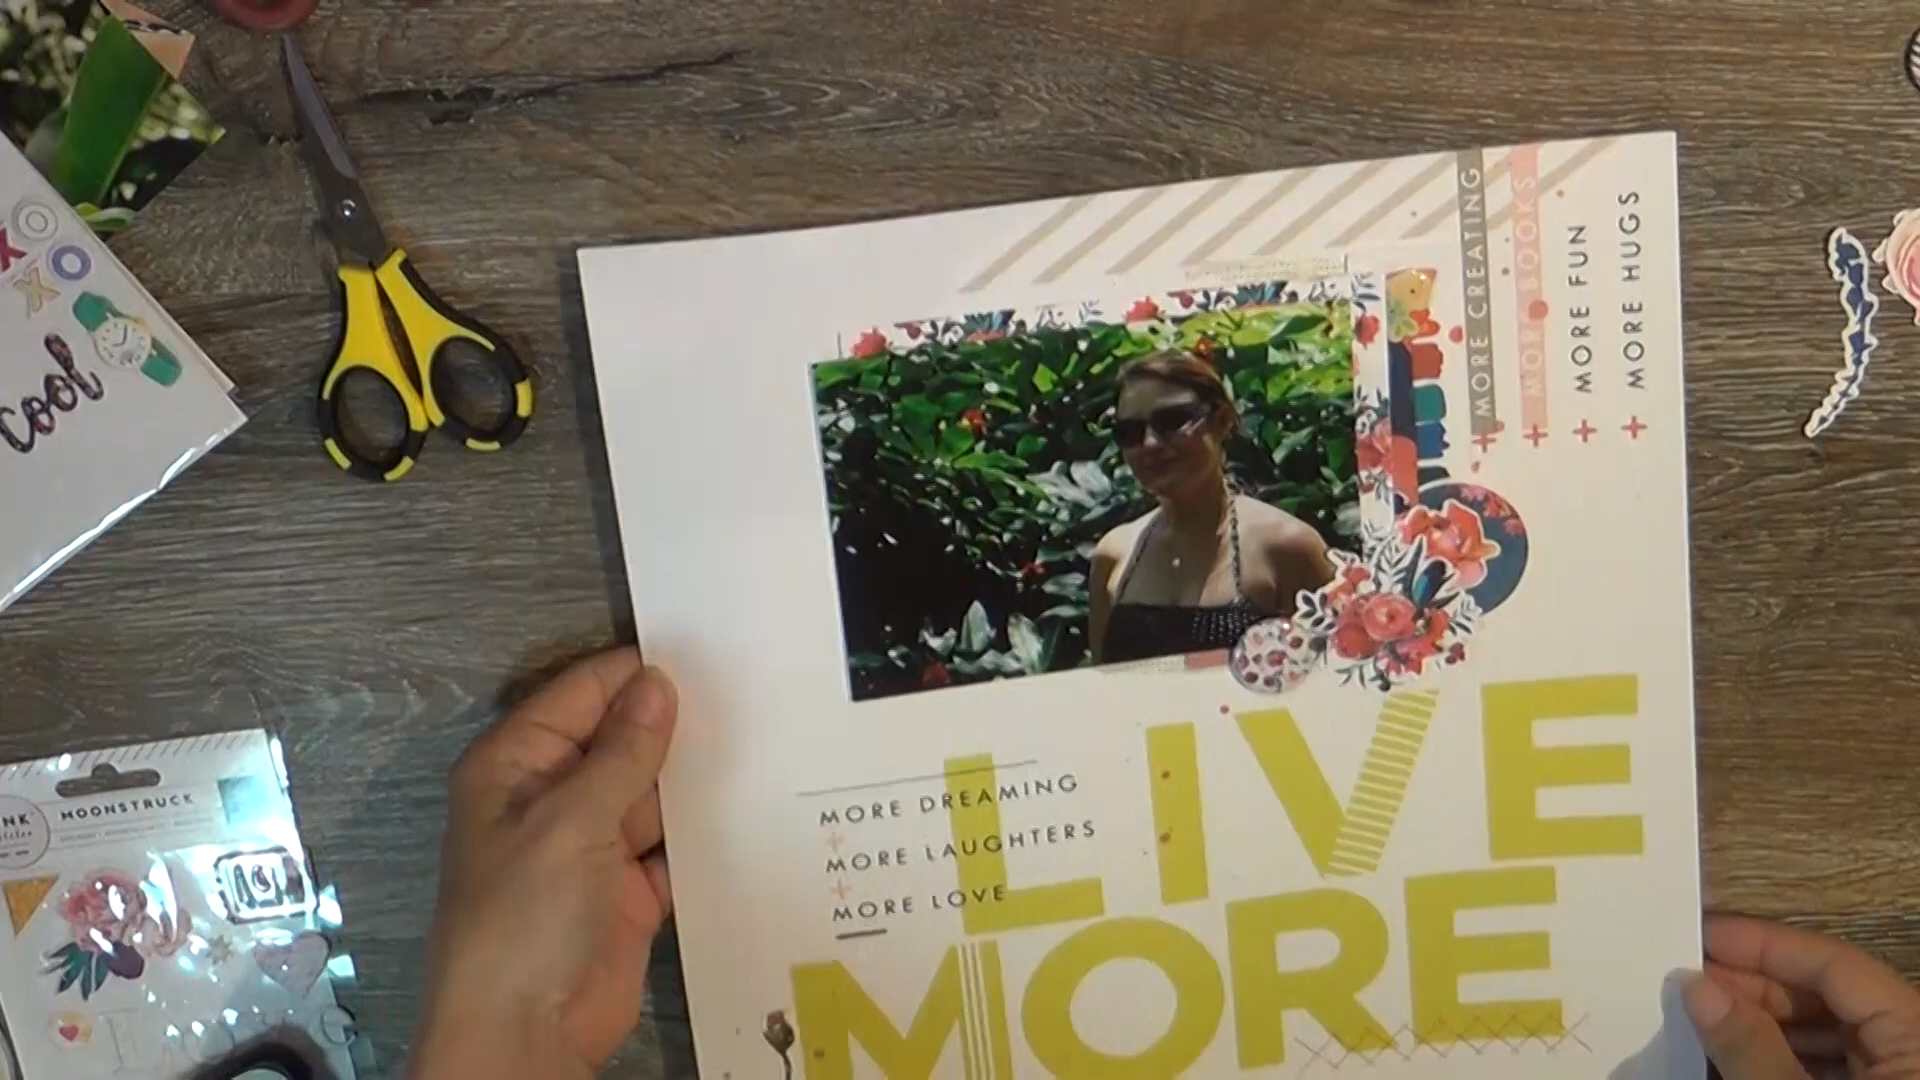 + MORE CREATING
+ MORE BOOKS
+ MORE FUN
+ MORE HUGS
cool
XO
XO
MORE DREAMING
+
MORE LAUGHTERS
+
MORE LOVE
LIVE
MORE
MOONSTRUCK